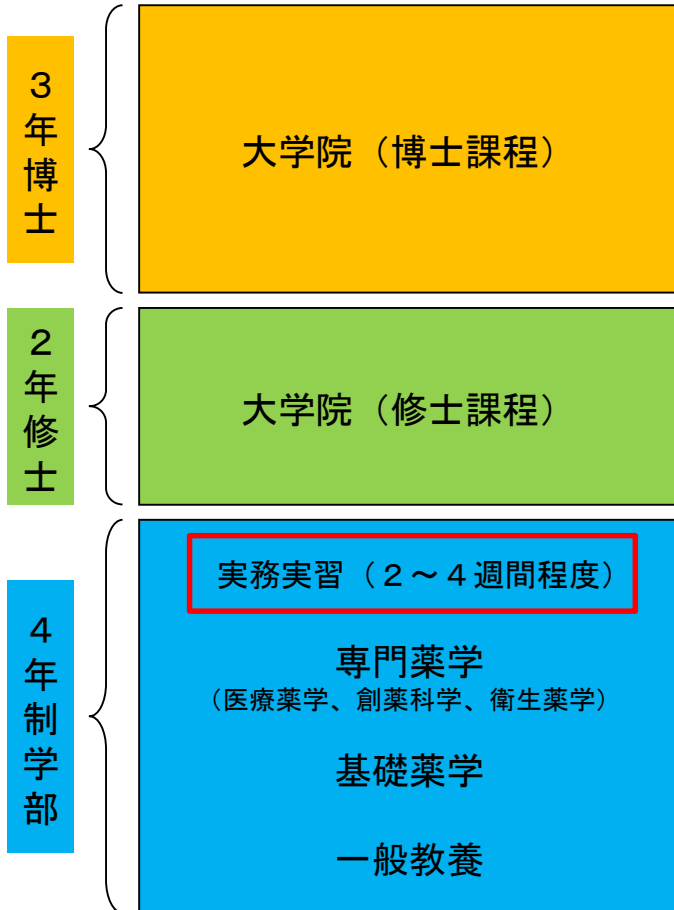 3年博士
大学院（博士課程）
2年修士
大学院（修士課程）
4年制学部
実務実習（２～４週間程度）
専門薬学
（医療薬学、創薬科学、衛生薬学）
基礎薬学
一般教養